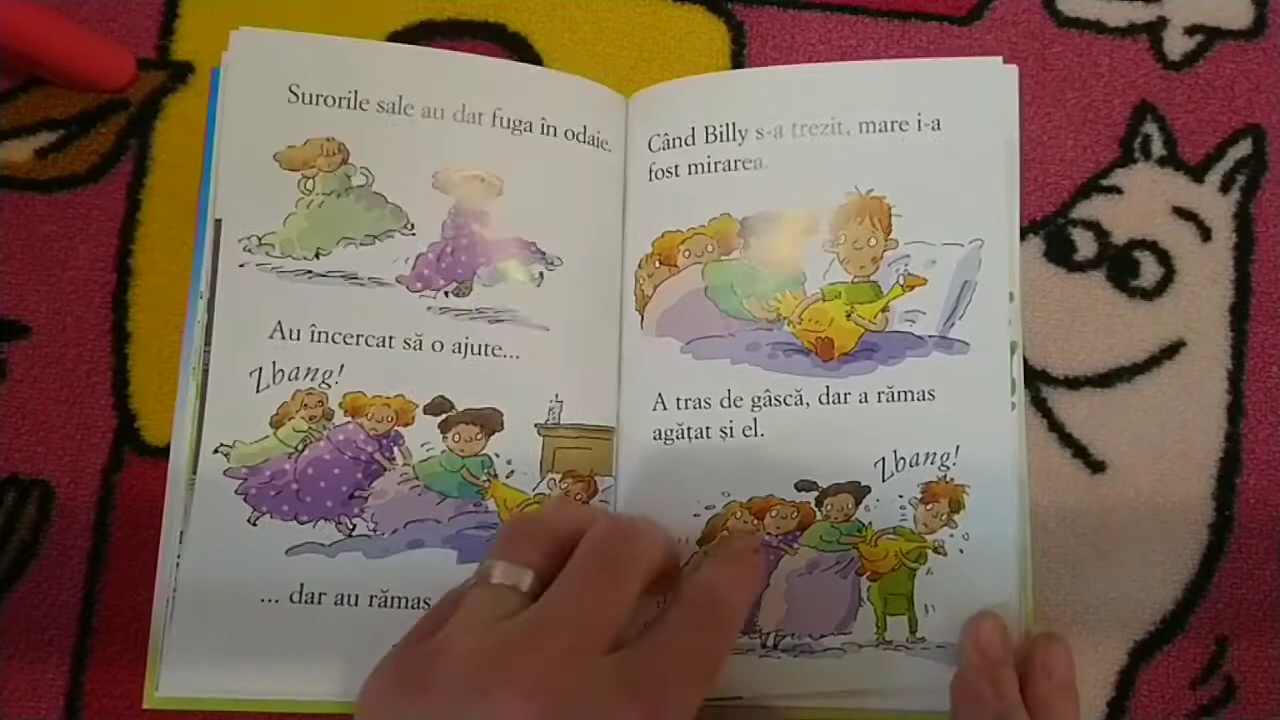 Surorile sale au dat fuga în odaie.
Au încercat să o ajute...
Zbang!
... dar au rămas
Când Billy s-a trezit, mare i-a
fost mirarea.
A tras de gâscă, dar a rămas
agățat și el.
Zbang!